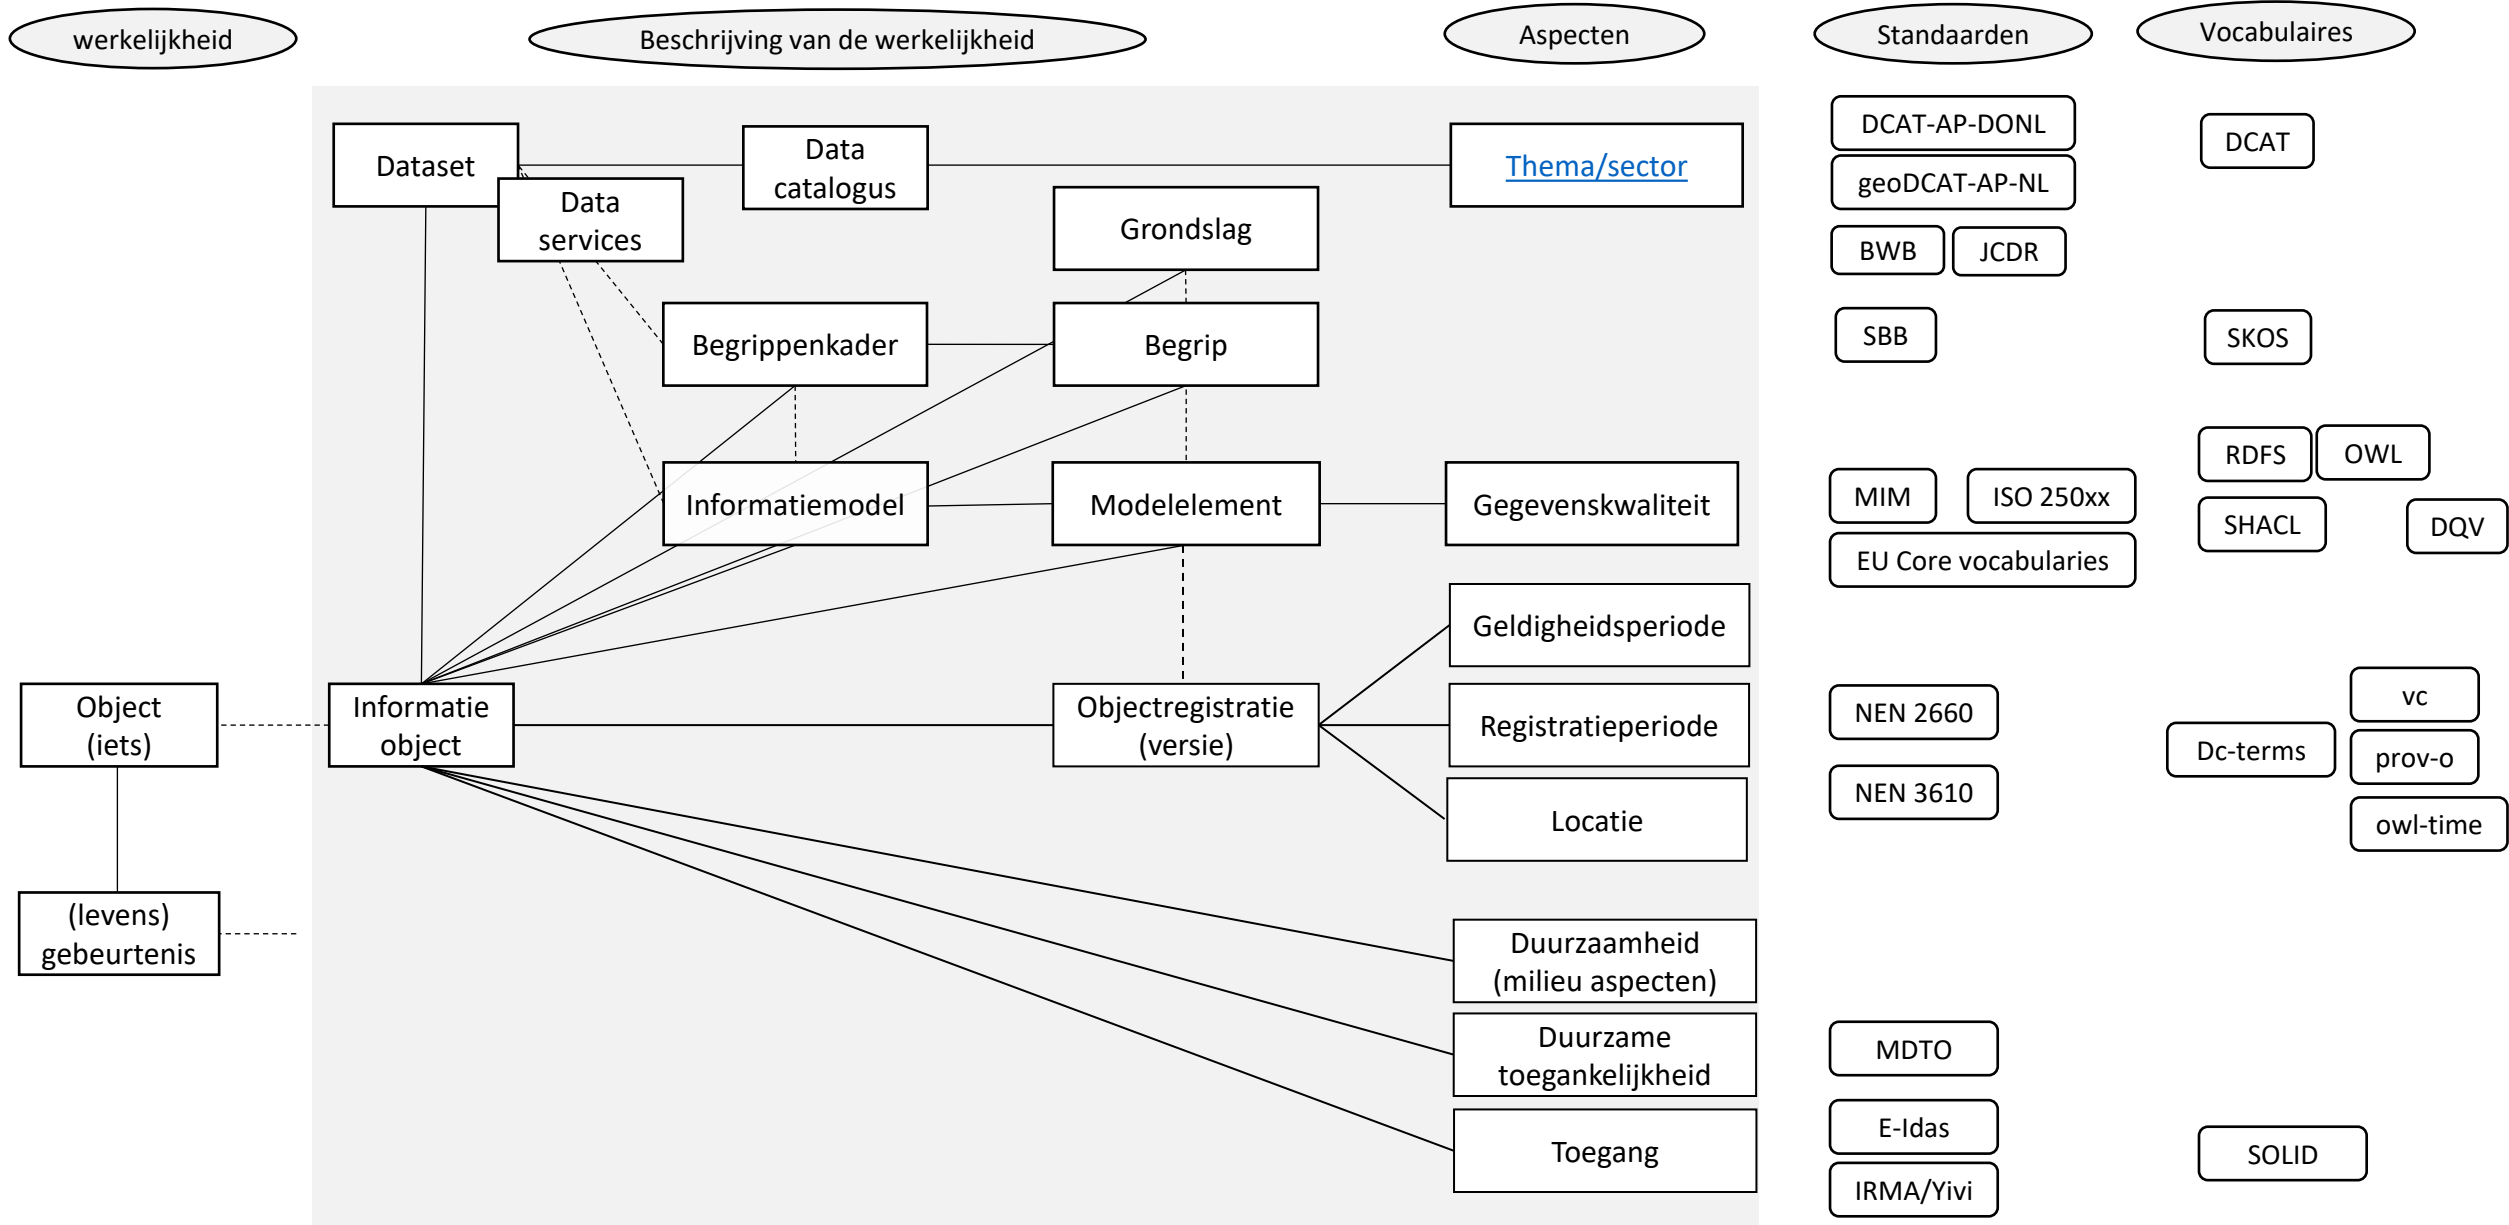 werkelijkheid
Beschrijving van de werkelijkheid
Aspecten
Standaarden
Vocabulaires
Dataset
Data
services
Data
catalogus
Thema/sector
DCAT-AP-DONL
geoDCAT-AP-NL
DCAT
Grondslag
BWB
JCDR
Begrippenkader
Begrip
SBB
SKOS
Informatiemodel
Modelelement
Gegevenskwaliteit
MIM
ISO 250xx
EU Core vocabularies
RDFS
OWL
SHACL
DQV
Geldigheidsperiode
Object
(iets)
Informatie
object
Objectregistratie
(versie)
Registratieperiode
Locatie
NEN 2660
NEN 3610
Dc-terms
vc
prov-o
owl-time
(levens)
gebeurtenis
Duurzaamheid
(milieu aspecten)
Duurzame
toegankelijkheid
MDTO
Toegang
E-Idas
IRMA/Yivi
SOLID